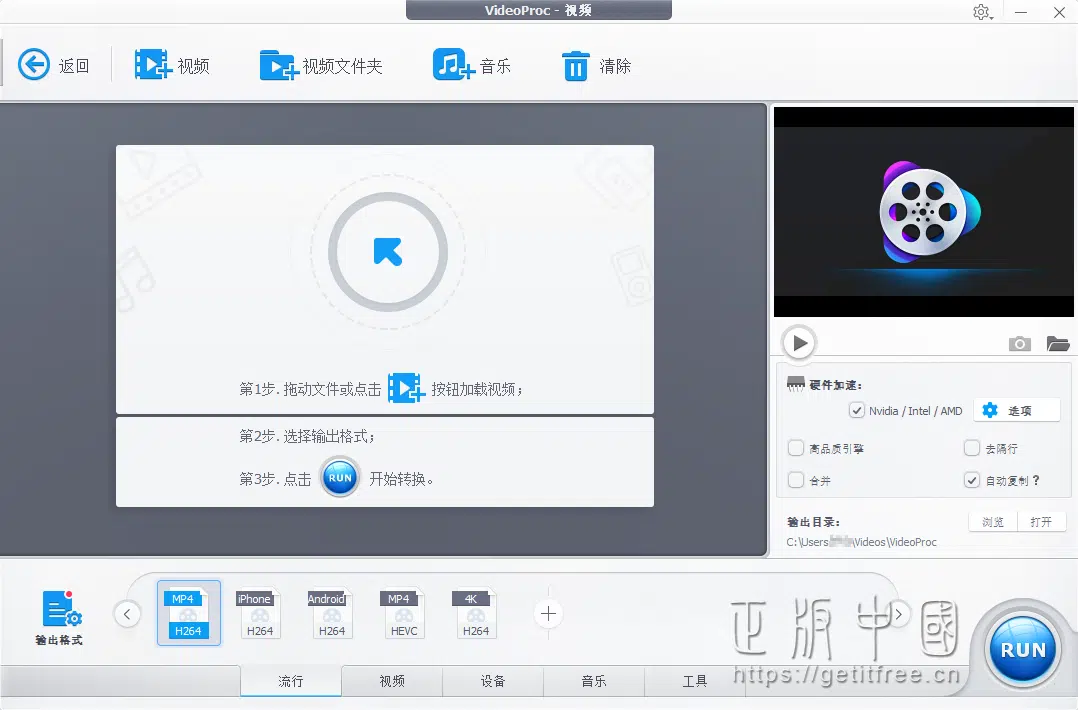 VideoProc - 视频
返回
视频
视频文件夹
音乐
清除
第1步. 拖动文件或点击 按钮加载视频；
第2步. 选择输出格式；
第3步. 点击 RUN 开始转换。
硬件加速：
Nvidia / Intel / AMD
选项
高品质引擎
去隔行
合并
自动复制 ?
输出目录：
浏览
打开
C:\Users\ \Videos\VideoProc
输出格式
MP4
H264
iPhone
H264
Android
H264
MP4
HEVC
4K
H264
正版中國
https://getitfree.cn
RUN
流行
视频
设备
音乐
工具